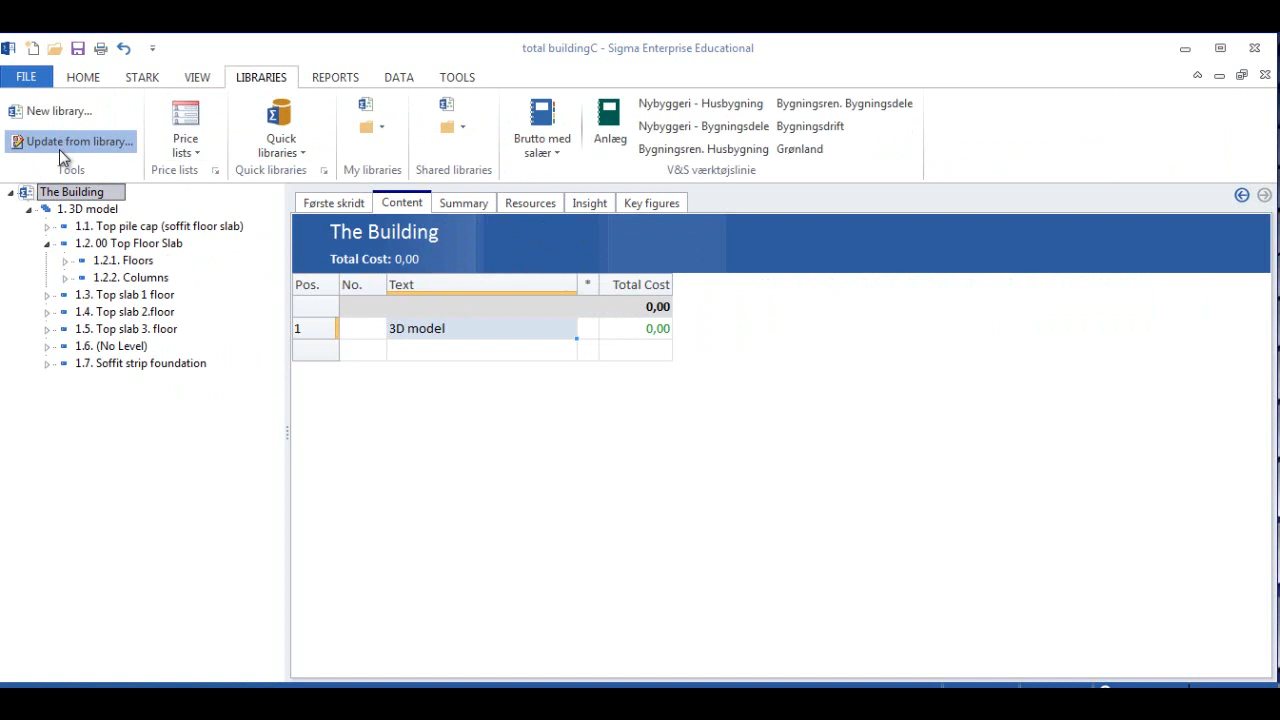 total buildingC - Sigma Enterprise Educational
FILE HOME STARK VIEW LIBRARIES REPORTS DATA TOOLS
New library...
Update from library...
Tools
Price lists
Price lists
Quick libraries
Quick libraries
My libraries
Shared libraries
Brutto med salær
Anlæg
Nybyggeri - Husbygning
Nybyggeri - Bygningsdele
Bygningsren. Husbygning
Bygningsren. Bygningsdele
Bygningsdrift
Grønland
V&S værktøjslinie
The Building
1. 3D model
1.1. Top pile cap (soffit floor slab)
1.2. 00 Top Floor Slab
1.2.1. Floors
1.2.2. Columns
1.3. Top slab 1 floor
1.4. Top slab 2.floor
1.5. Top slab 3. floor
1.6. (No Level)
1.7. Soffit strip foundation
Første skridt Content Summary Resources Insight Key figures
The Building
Total Cost: 0,00
Pos. No. Text * Total Cost
0,00
1 3D model 0,00